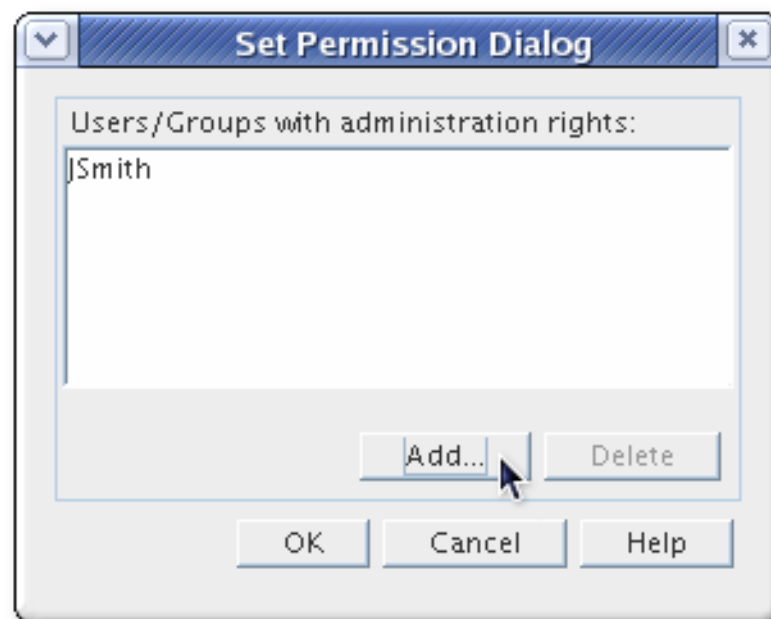 Set Permission Dialog
Users/Groups with administration rights:
JSmith
Add... Delete
OK Cancel Help